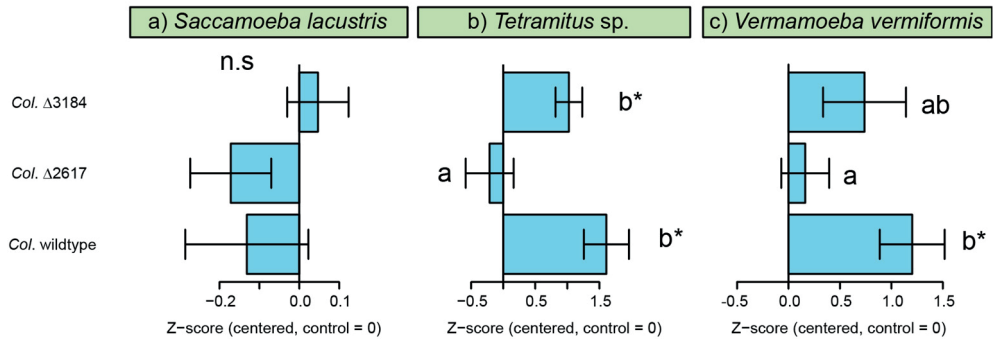 a) Saccamoeba lacustris
b) Tetramitus sp.
c) Vermamoeba vermiformis
n.s
Col. Δ3184
b*
ab
Col. Δ2617
a
a
Col. wildtype
b*
b*
−0.2 0.0 0.1
−0.5 0.5 1.5
-0.5 0.0 0.5 1.0 1.5
Z−score (centered, control = 0)
Z−score (centered, control = 0)
Z−score (centered, control = 0)